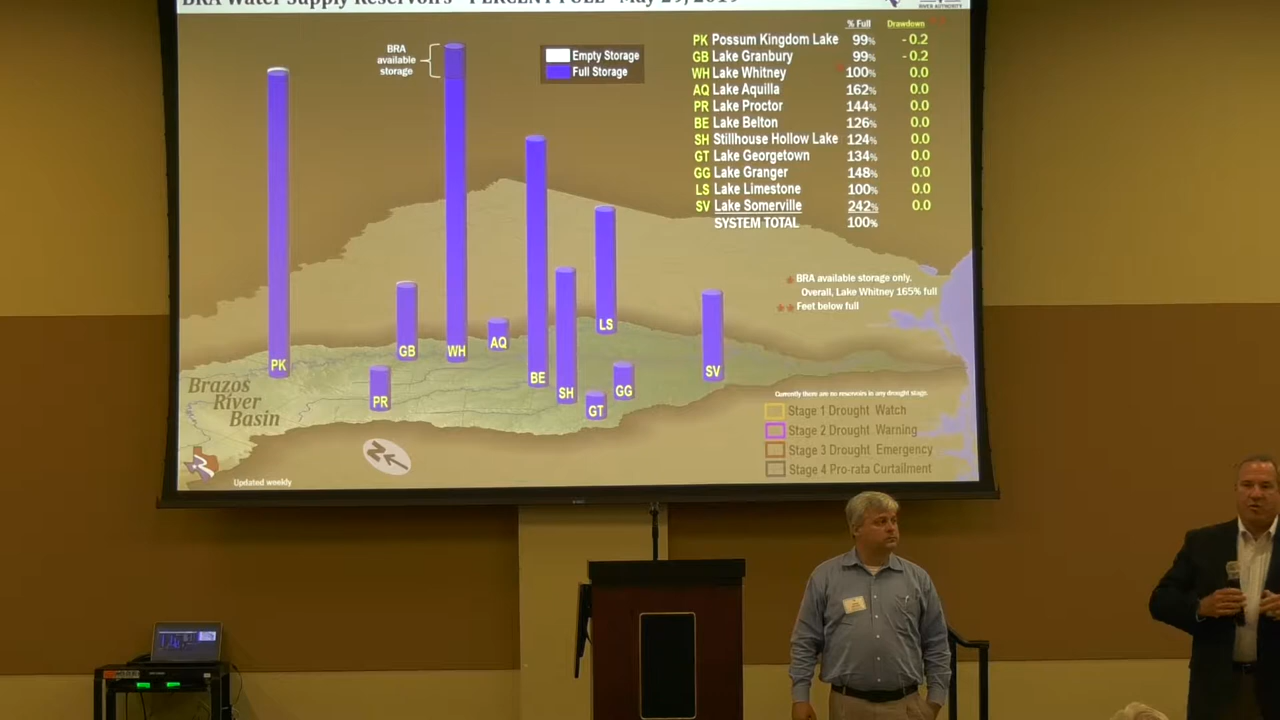 BRA Water Supply Reservoirs - PERCENT FULL - May 29, 2019
RIVER AUTHORITY
% Full Drawdown **
PK Possum Kingdom Lake 99% -0.2
GB Lake Granbury 99% -0.2
WH Lake Whitney *100% 0.0
AQ Lake Aquilla 162% 0.0
PR Lake Proctor 144% 0.0
BE Lake Belton 126% 0.0
SH Stillhouse Hollow Lake 124% 0.0
GT Lake Georgetown 134% 0.0
GG Lake Granger 148% 0.0
LS Lake Limestone 100% 0.0
SV Lake Somerville 242% 0.0
SYSTEM TOTAL 100%
BRA
available
storage
Empty Storage
Full Storage
* BRA available storage only.
Overall, Lake Whitney 165% full
** Feet below full
PK
GB
WH
AQ
LS
PR
BE
SH
GT
GG
SV
Brazos
River
Basin
N
Updated weekly
Currently there are no reservoirs in any drought stage.
Stage 1 Drought Watch
Stage 2 Drought Warning
Stage 3 Drought Emergency
Stage 4 Pro-rata Curtailment